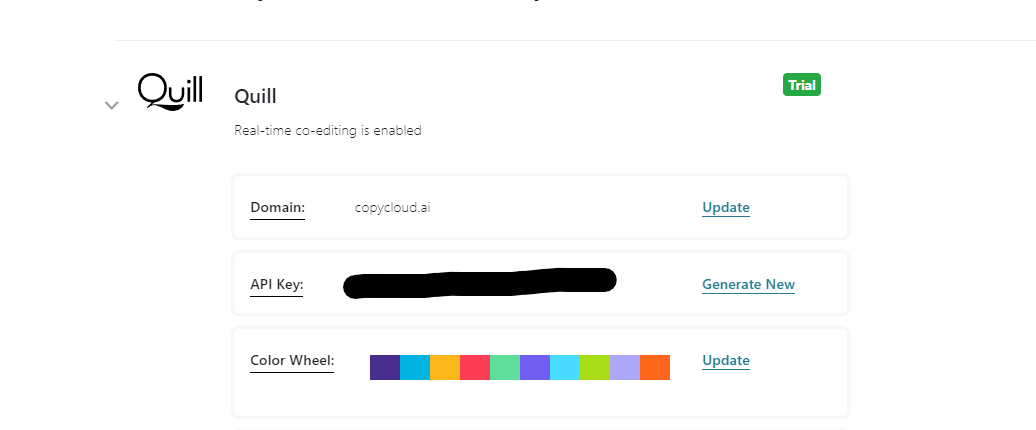 Quill
Quill
Trial
Real-time co-editing is enabled
Domain:
copycloud.ai
Update
API Key:
Generate New
Color Wheel:
Update